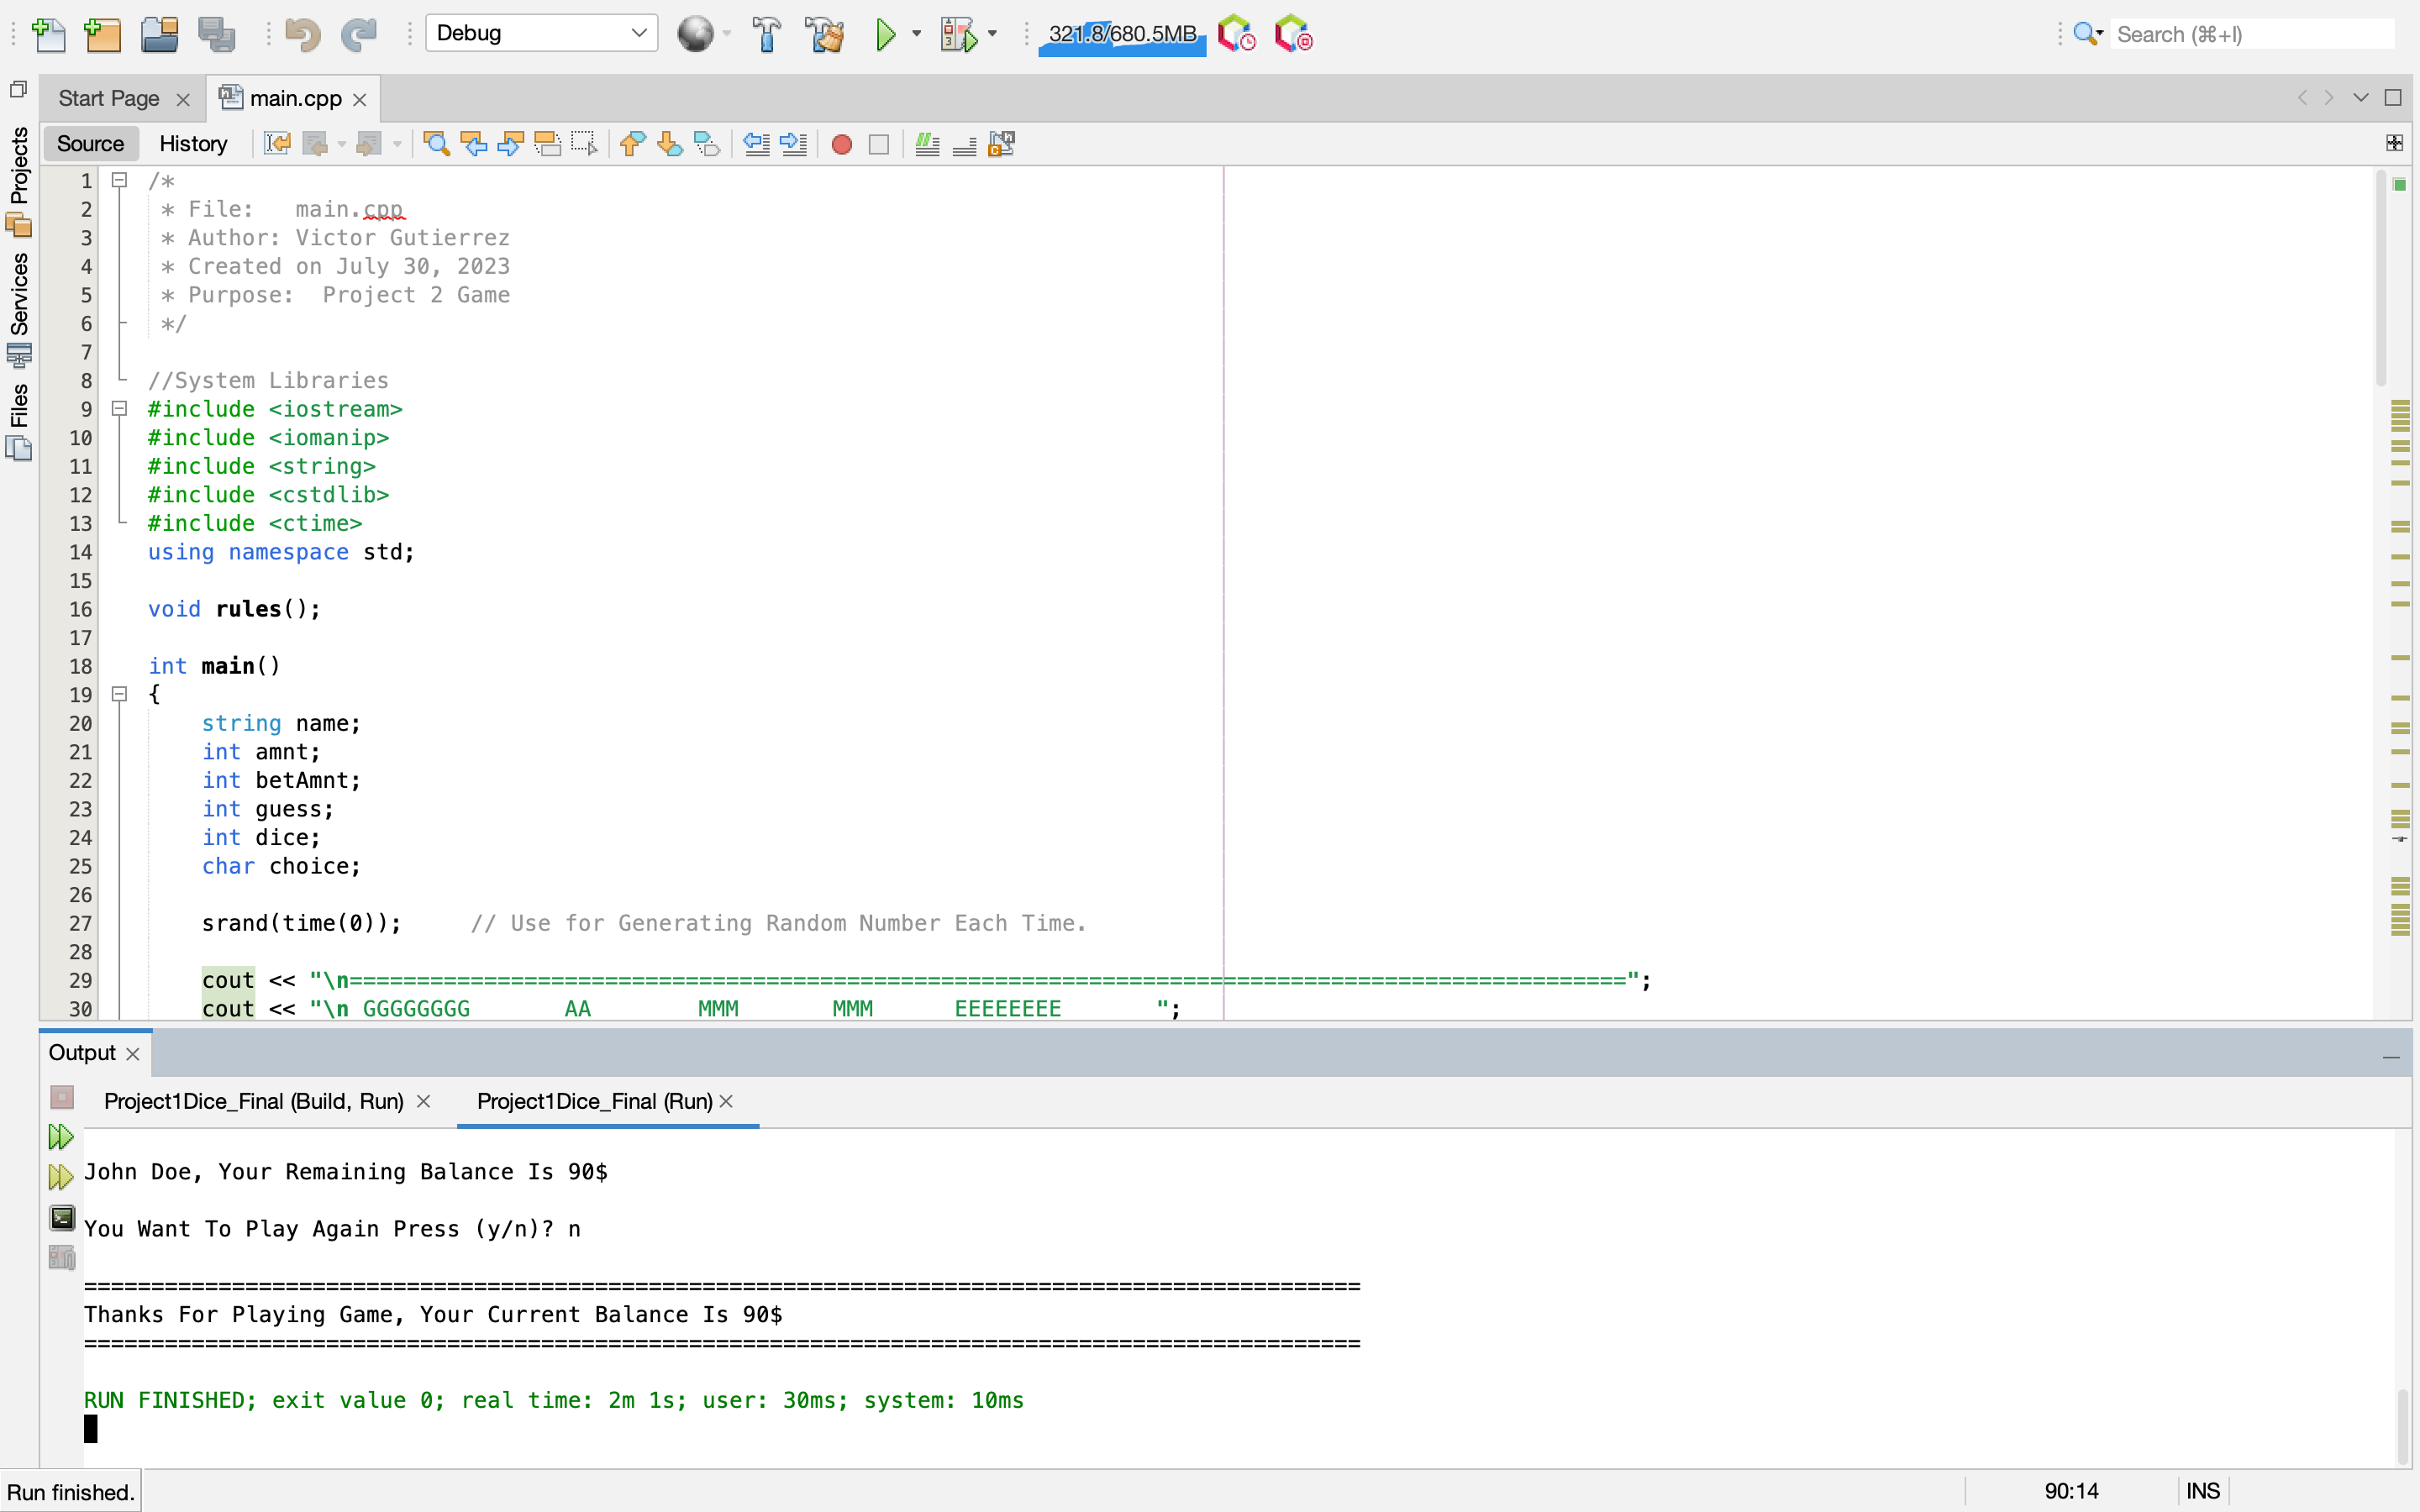 Debug
321.8/680.5MB
Search (⌘+I)
Start Page
main.cpp
Source
History
Projects
Services
Files
1 /*
2 * File:   main.cpp
3 * Author: Victor Gutierrez
4 * Created on July 30, 2023
5 * Purpose:  Project 2 Game
6 */
7
8 //System Libraries
9 #include <iostream>
10 #include <iomanip>
11 #include <string>
12 #include <cstdlib>
13 #include <ctime>
14 using namespace std;
15
16 void rules();
17
18 int main()
19 {
20     string name;
21     int amnt;
22     int betAmnt;
23     int guess;
24     int dice;
25     char choice;
26
27     srand(time(0));     // Use for Generating Random Number Each Time.
28
29     cout << "\n===============================================================================================";
30     cout << "\n GGGGGGGG       AA        MMM       MMM      EEEEEEEE       ";
Output
Project1Dice_Final (Build, Run)
Project1Dice_Final (Run)
John Doe, Your Remaining Balance Is 90$
You Want To Play Again Press (y/n)? n
===============================================================================================
Thanks For Playing Game, Your Current Balance Is 90$
===============================================================================================
RUN FINISHED; exit value 0; real time: 2m 1s; user: 30ms; system: 10ms
Run finished.
90:14
INS